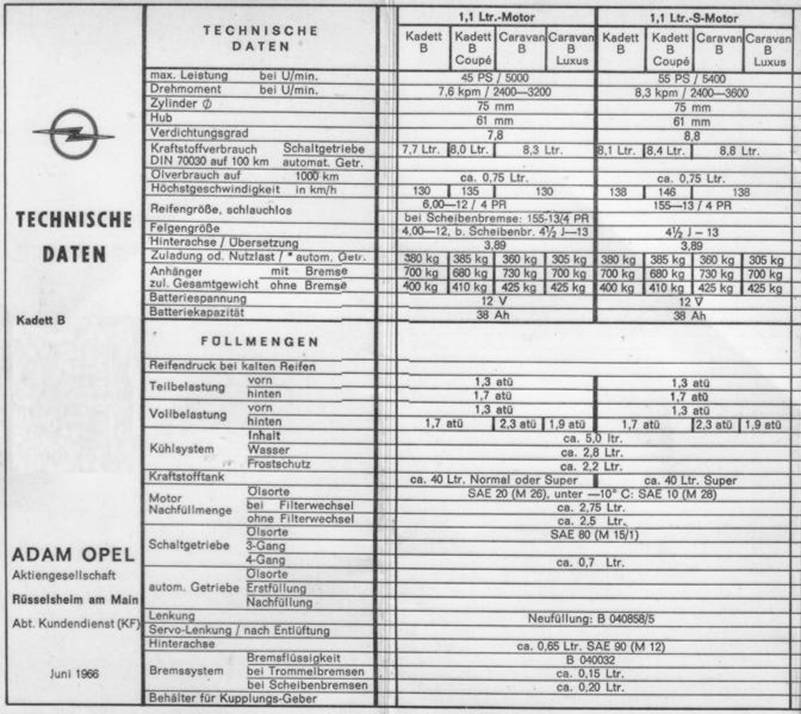 TECHNISCHE
DATEN
Kadett B
ADAM OPEL
Aktiengesellschaft
Rüsselsheim am Main
Abt. Kundendienst (KF)
Juni 1966
TECHNISCHE DATEN 1,1 Ltr.-Motor 1,1 Ltr.-S-Motor
Kadett B Kadett B Coupé Caravan B Caravan B Luxus Kadett B Kadett B Coupé Caravan B Caravan B Luxus
max. Leistung bei U/min. 45 PS / 5000 55 PS / 5400
Drehmoment bei U/min. 7,6 kpm / 2400—3200 8,3 kpm / 2400—3600
Zylinder ∅ 75 mm 75 mm
Hub 61 mm 61 mm
Verdichtungsgrad 7,8 8,8
Kraftstoffverbrauch Schaltgetriebe 7,7 Ltr. 8,0 Ltr. 8,3 Ltr. 8,1 Ltr. 8,4 Ltr. 8,8 Ltr.
DIN 70030 auf 100 km automat. Getr.
Ölverbrauch auf 1000 km ca. 0,75 Ltr. ca. 0,75 Ltr.
Höchstgeschwindigkeit in km/h 130 135 130 138 146 138
Reifengröße, schlauchlos 6,00—12 / 4 PR 155—13 / 4 PR
bei Scheibenbremse: 155-13/4 PR
Felgengröße 4,00—12, b. Scheibenbr. 4½ J—13 4½ J – 13
Hinterachse / Übersetzung 3,89 3,89
Zuladung od. Nutzlast / * autom. Getr. 380 kg 385 kg 360 kg 305 kg 380 kg 385 kg 360 kg 305 kg
Anhänger mit Bremse 700 kg 680 kg 730 kg 700 kg 700 kg 680 kg 730 kg 700 kg
zul. Gesamtgewicht ohne Bremse 400 kg 410 kg 425 kg 425 kg 400 kg 410 kg 425 kg 425 kg
Batteriespannung 12 V 12 V
Batteriekapazität 38 Ah 38 Ah
FÜLLMENGEN
Reifendruck bei kalten Reifen
Teilbelastung vorn 1,3 atü 1,3 atü
hinten 1,7 atü 1,7 atü
Vollbelastung vorn 1,3 atü 1,3 atü
hinten 1,7 atü 2,3 atü 1,9 atü 1,7 atü 2,3 atü 1,9 atü
Kühlsystem Inhalt ca. 5,0 ltr.
Wasser ca. 2,8 Ltr.
Frostschutz ca. 2,2 Ltr.
Kraftstofftank ca. 40 Ltr. Normal oder Super ca. 40 Ltr. Super
Motor Nachfüllmenge Ölsorte SAE 20 (M 26), unter —10° C: SAE 10 (M 28)
bei Filterwechsel ca. 2,75 Ltr.
ohne Filterwechsel ca. 2,5 Ltr.
Schaltgetriebe Ölsorte SAE 80 (M 15/1)
3-Gang
4-Gang ca. 0,7 Ltr.
autom. Getriebe Ölsorte
Erstfüllung
Nachfüllung
Lenkung Neufüllung: B 040858/5
Servo-Lenkung / nach Entlüftung
Hinterachse ca. 0,65 Ltr. SAE 90 (M 12)
Bremssystem Bremsflüssigkeit B 040032
bei Trommelbremsen ca. 0,15 Ltr.
bei Scheibenbremsen ca. 0,20 Ltr.
Behälter für Kupplungs-Geber